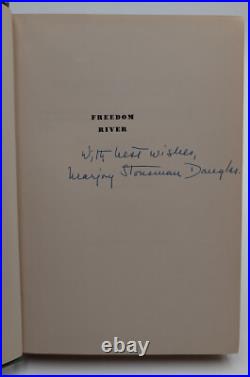 FREEDOM
RIVER
With best wishes,
Marjory Stoneman Douglas.